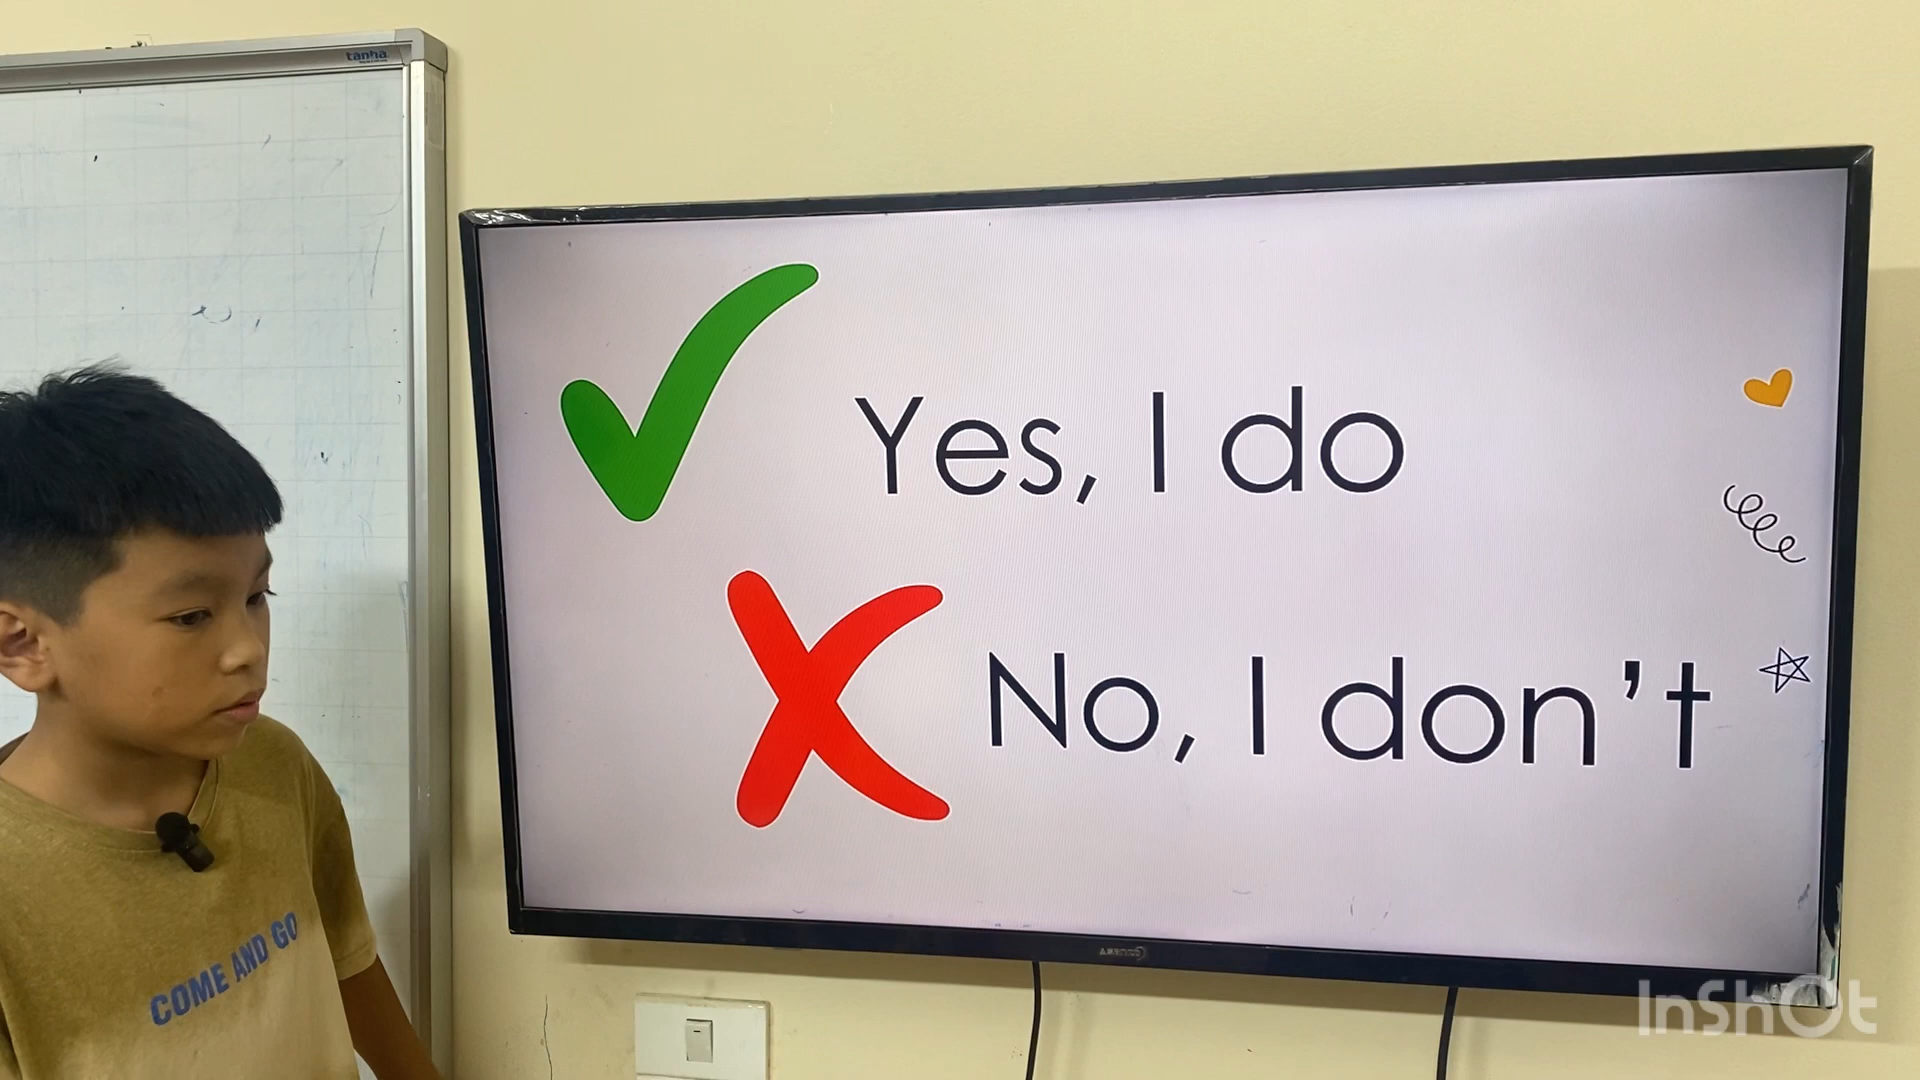 tanha
Yes, I do
No, I don't
COME AND GO
InShOt